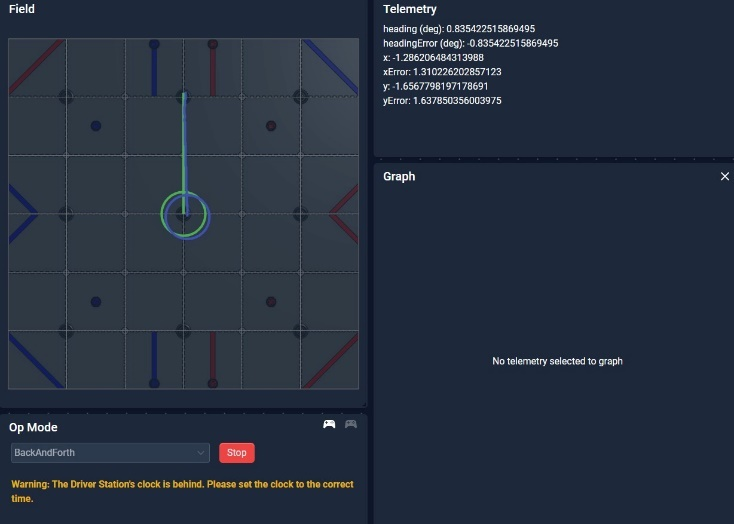 Field
Telemetry
heading (deg): 0.835422515869495
headingError (deg): -0.835422515869495
x: -1.286206484313988
xError: 1.310226202857123
y: -1.6567798197178691
yError: 1.637850356003975
Graph
No telemetry selected to graph
Op Mode
BackAndForth
Stop
Warning: The Driver Station's clock is behind. Please set the clock to the correct
time.